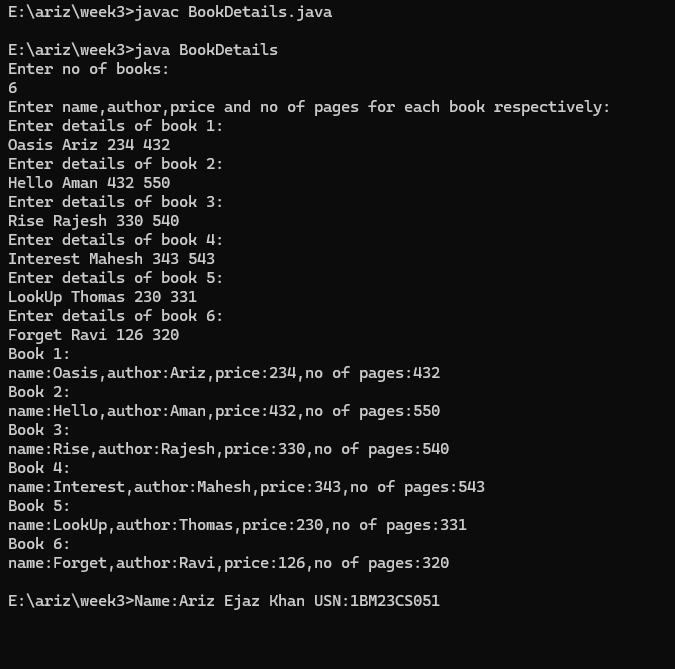 E:\ariz\week3>javac BookDetails.java
E:\ariz\week3>java BookDetails
Enter no of books:
6
Enter name,author,price and no of pages for each book respectively:
Enter details of book 1:
Oasis Ariz 234 432
Enter details of book 2:
Hello Aman 432 550
Enter details of book 3:
Rise Rajesh 330 540
Enter details of book 4:
Interest Mahesh 343 543
Enter details of book 5:
LookUp Thomas 230 331
Enter details of book 6:
Forget Ravi 126 320
Book 1:
name:Oasis,author:Ariz,price:234,no of pages:432
Book 2:
name:Hello,author:Aman,price:432,no of pages:550
Book 3:
name:Rise,author:Rajesh,price:330,no of pages:540
Book 4:
name:Interest,author:Mahesh,price:343,no of pages:543
Book 5:
name:LookUp,author:Thomas,price:230,no of pages:331
Book 6:
name:Forget,author:Ravi,price:126,no of pages:320
E:\ariz\week3>Name:Ariz Ejaz Khan USN:1BM23CS051